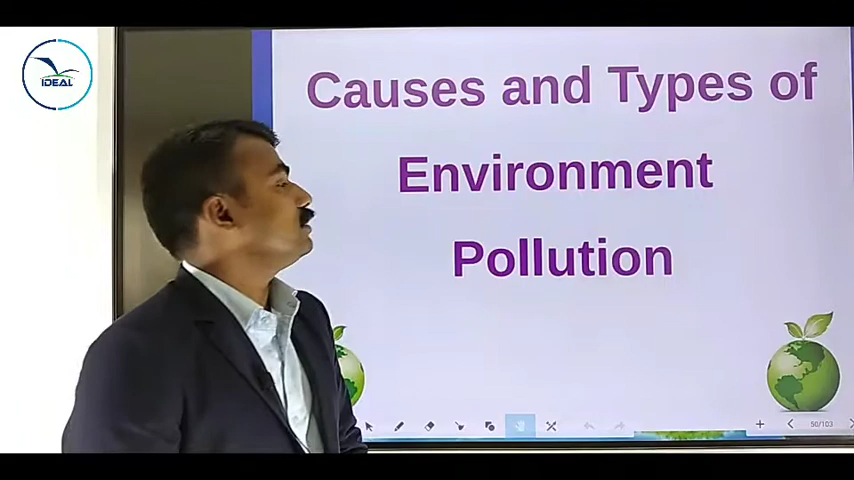 IDEAL
Causes and Types of
Environment
Pollution
50/103